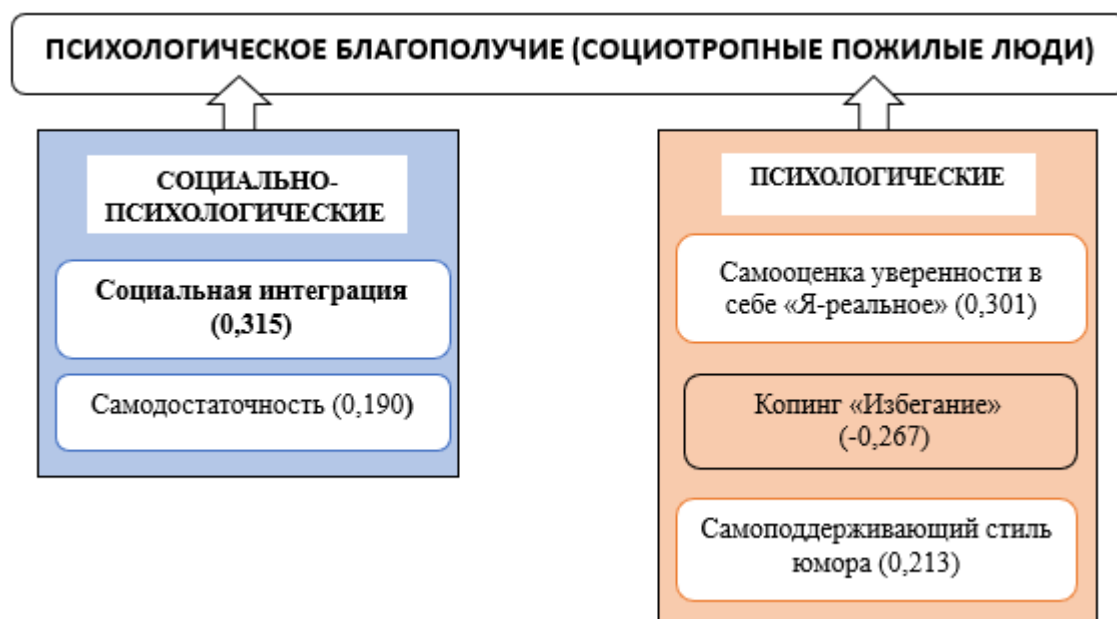 ПСИХОЛОГИЧЕСКОЕ БЛАГОПОЛУЧИЕ (СОЦИОТРОПНЫЕ ПОЖИЛЫЕ ЛЮДИ)
СОЦИАЛЬНО-
ПСИХОЛОГИЧЕСКИЕ
Социальная интеграция
(0,315)
Самодостаточность (0,190)
ПСИХОЛОГИЧЕСКИЕ
Самооценка уверенности в
себе «Я-реальное» (0,301)
Копинг «Избегание»
(-0,267)
Самоподдерживающий стиль
юмора (0,213)